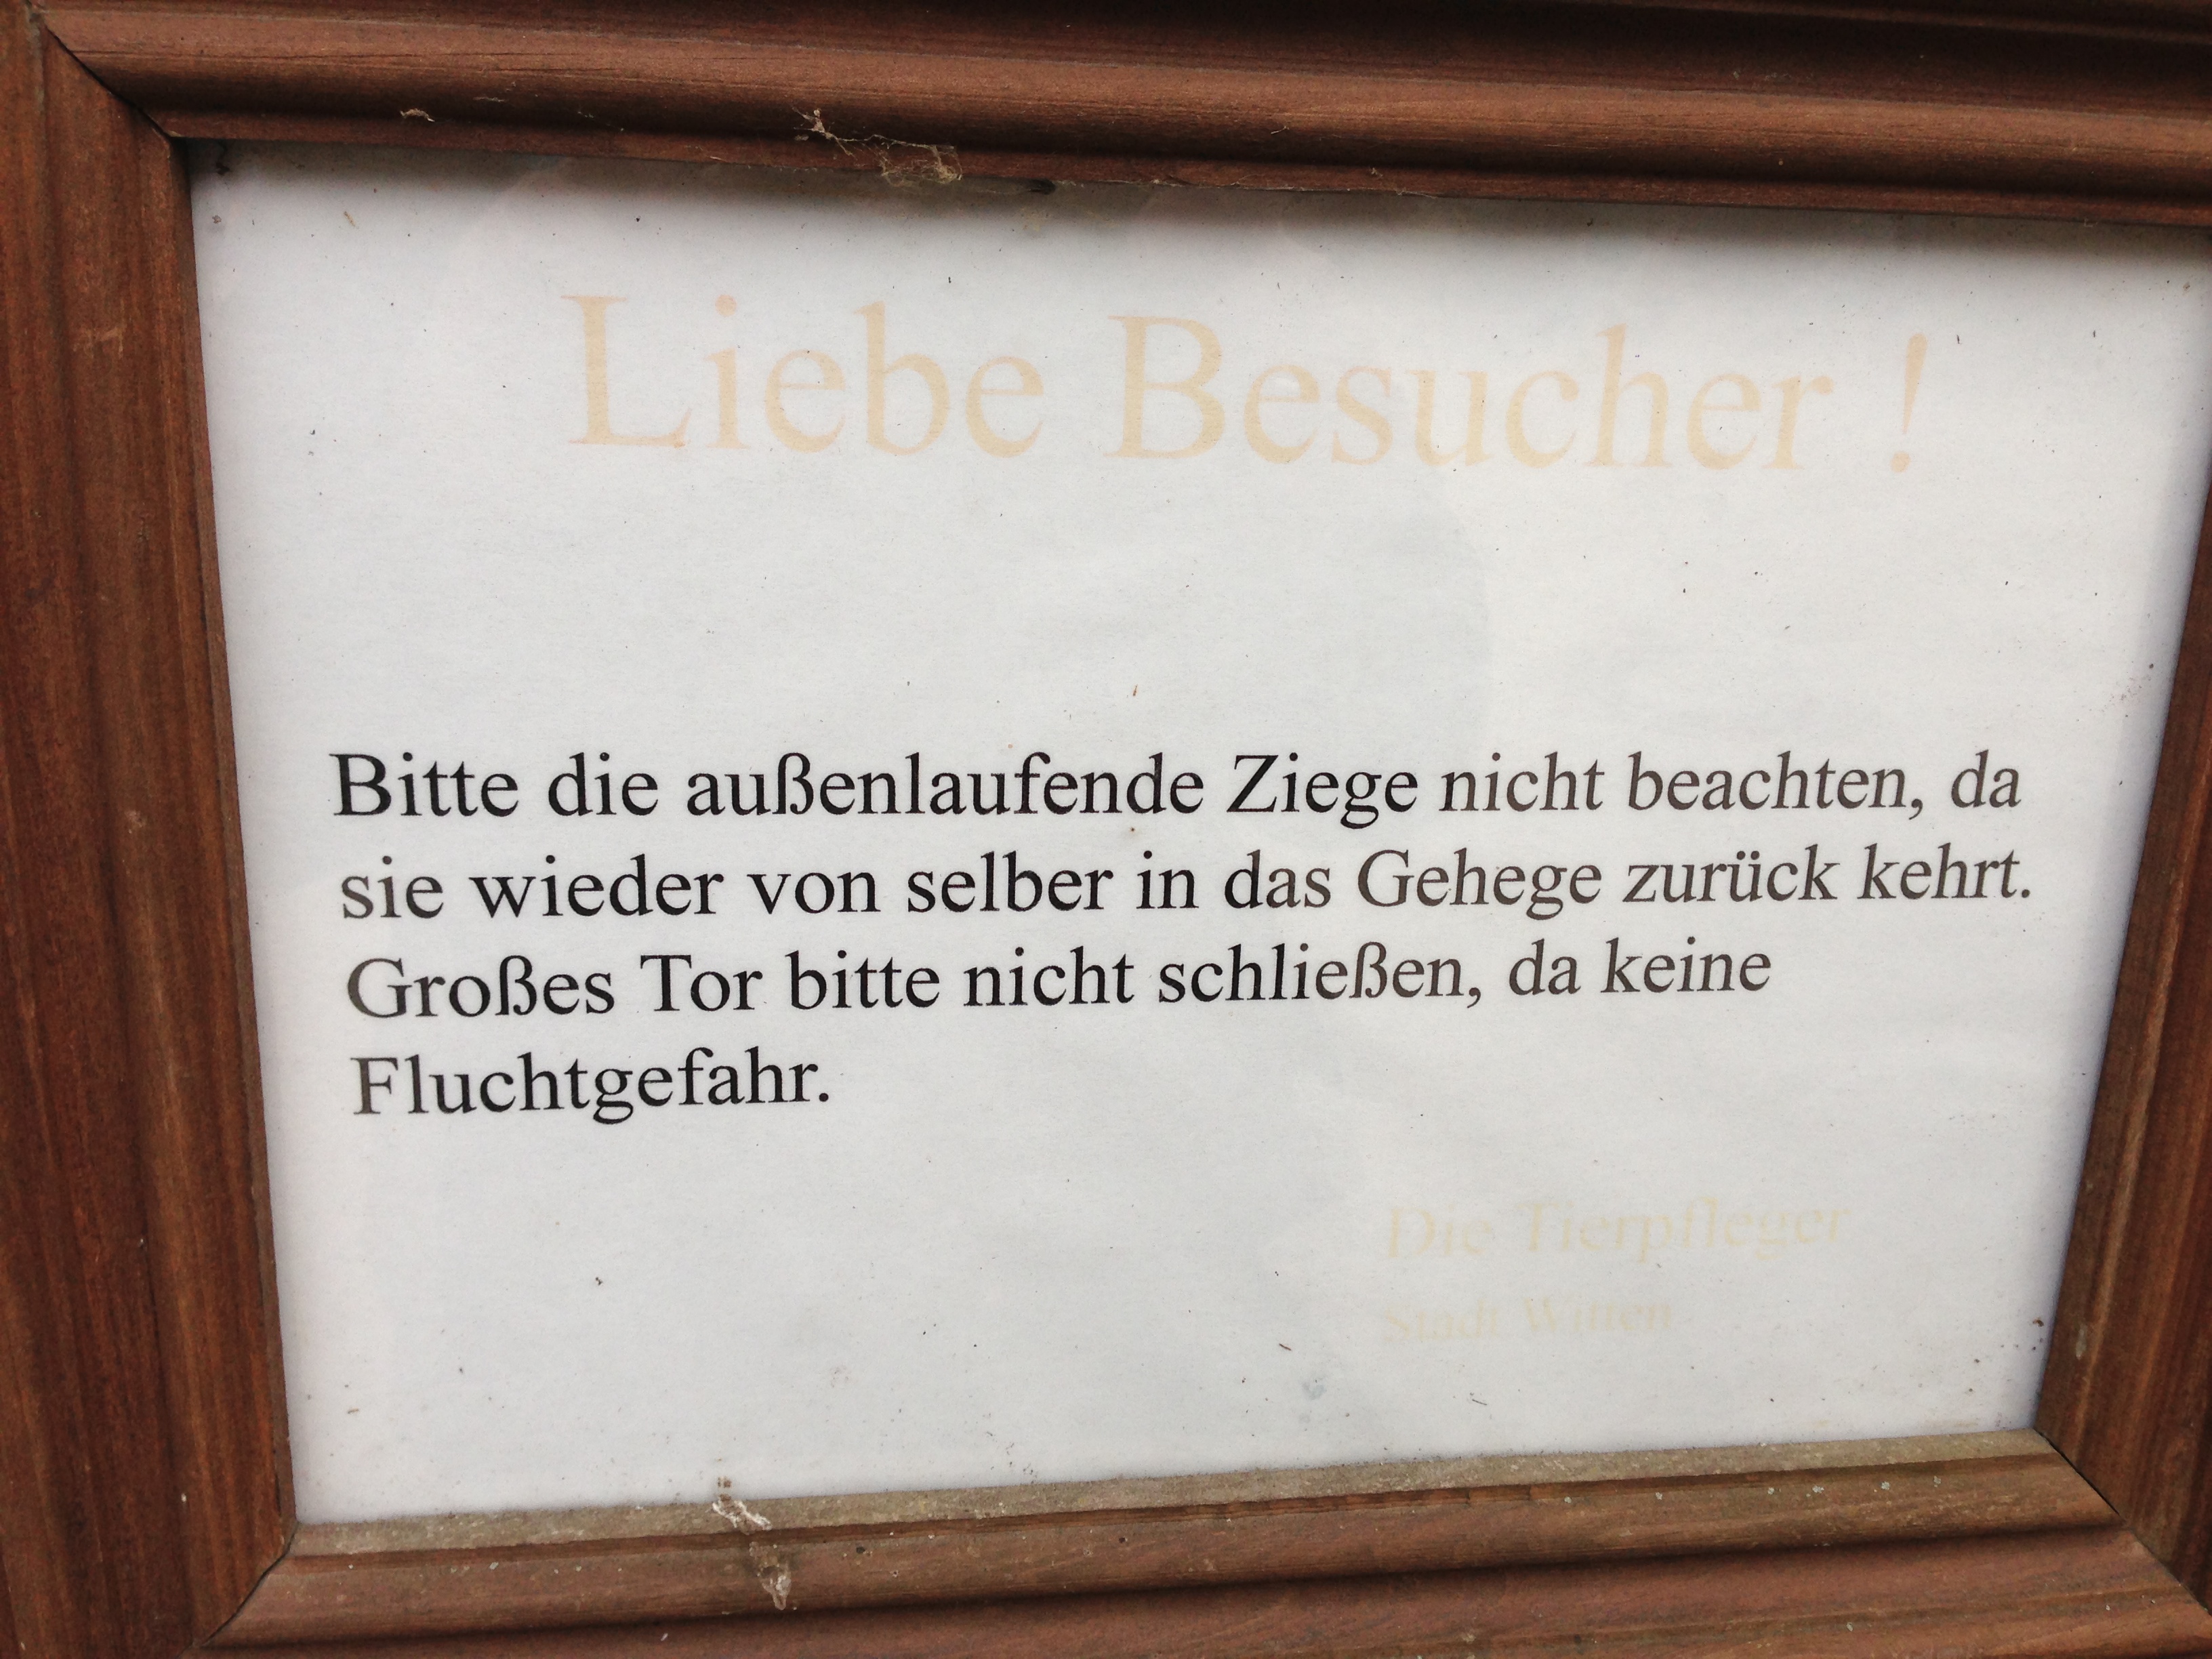 Liebe Besucher !
Bitte die außenlaufende Ziege nicht beachten, da
sie wieder von selber in das Gehege zurück kehrt.
Großes Tor bitte nicht schließen, da keine
Fluchtgefahr.
Die Tierpfleger
Stadt Witten